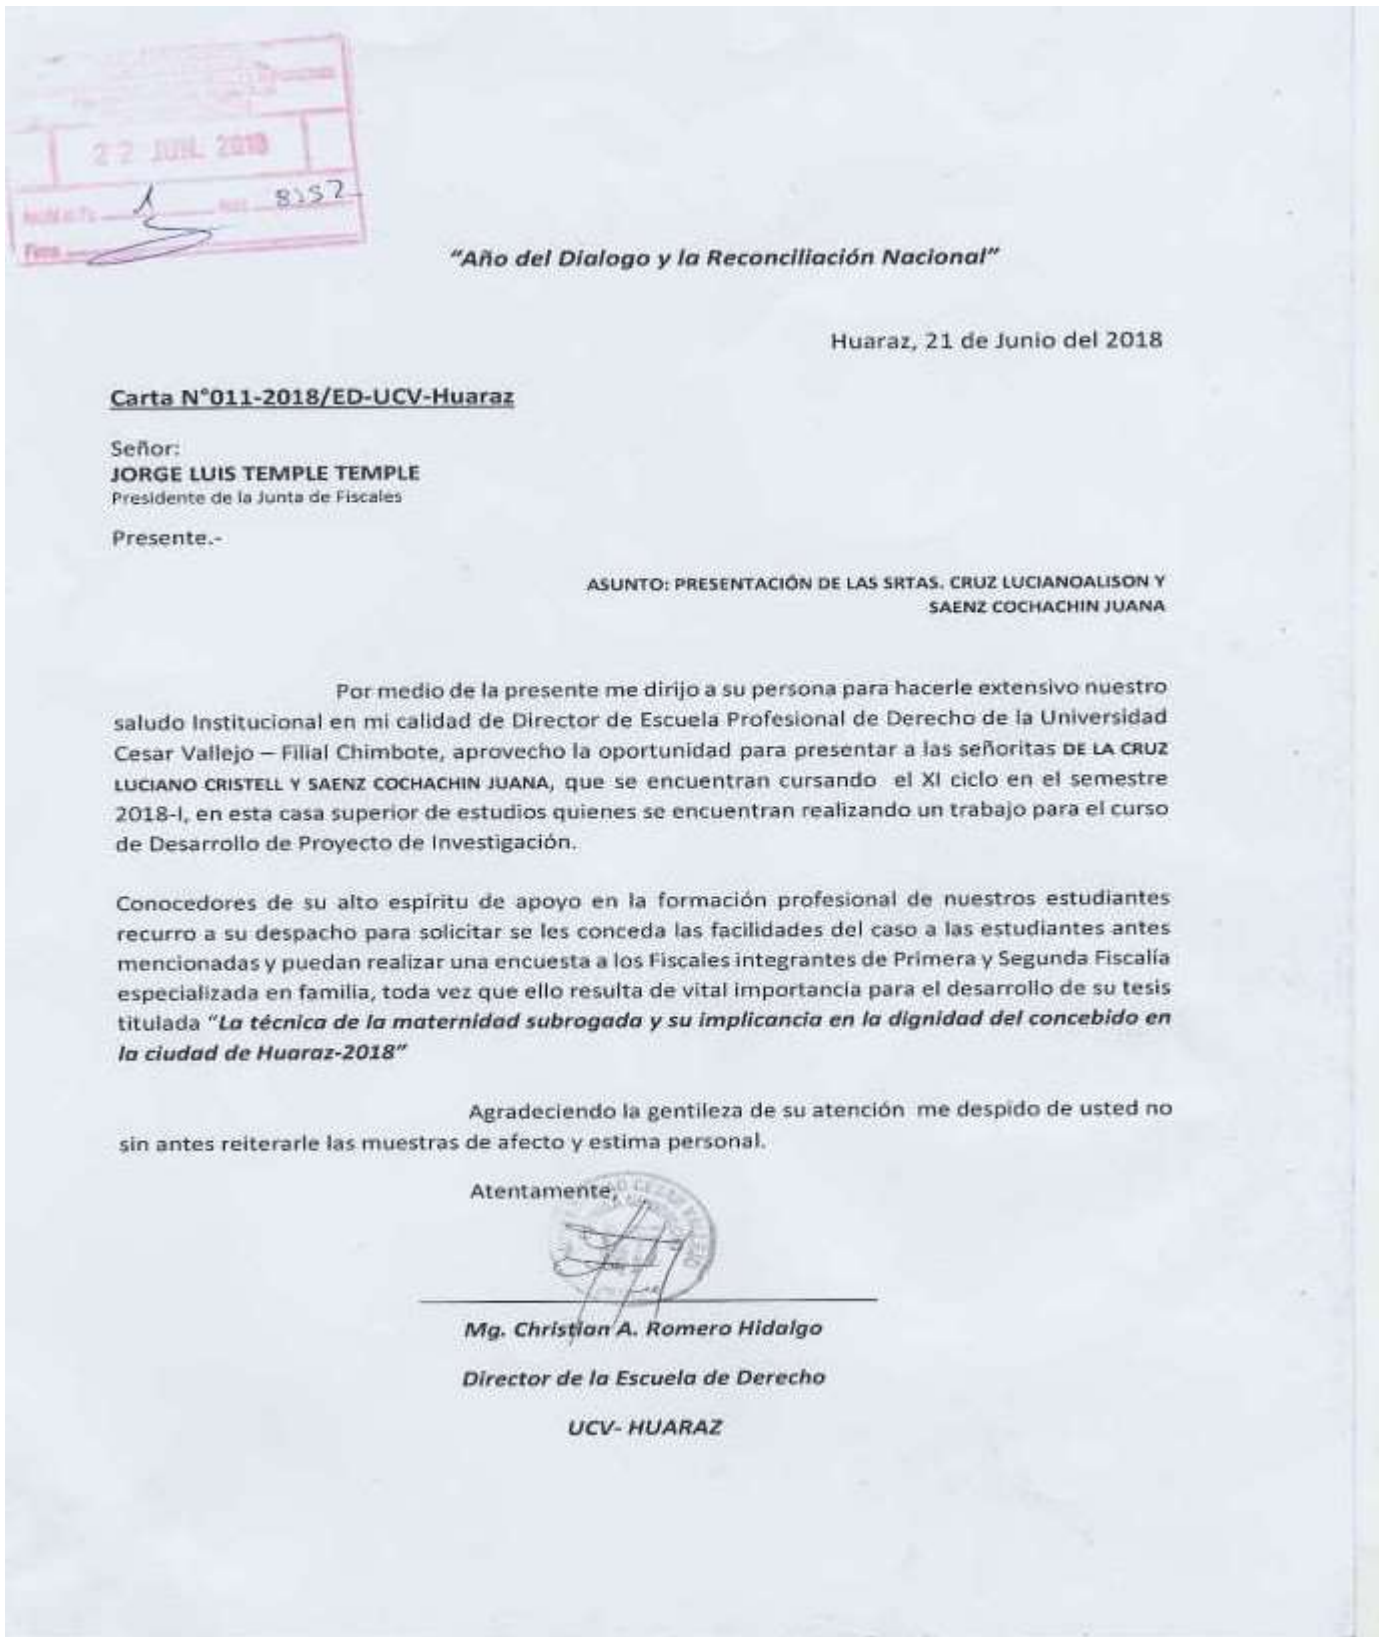 22 JUN. 2018
1 8157
Firma
"Año del Dialogo y la Reconciliación Nacional"
Huaraz, 21 de Junio del 2018
Carta N°011-2018/ED-UCV-Huaraz
Señor:
JORGE LUIS TEMPLE TEMPLE
Presidente de la Junta de Fiscales
Presente.-
ASUNTO: PRESENTACIÓN DE LAS SRTAS. CRUZ LUCIANOALISON Y
SAENZ COCHACHIN JUANA
Por medio de la presente me dirijo a su persona para hacerle extensivo nuestro
saludo Institucional en mi calidad de Director de Escuela Profesional de Derecho de la Universidad
Cesar Vallejo – Filial Chimbote, aprovecho la oportunidad para presentar a las señoritas DE LA CRUZ
LUCIANO CRISTELL Y SAENZ COCHACHIN JUANA, que se encuentran cursando el XI ciclo en el semestre
2018-I, en esta casa superior de estudios quienes se encuentran realizando un trabajo para el curso
de Desarrollo de Proyecto de Investigación.
Conocedores de su alto espíritu de apoyo en la formación profesional de nuestros estudiantes
recurro a su despacho para solicitar se les conceda las facilidades del caso a las estudiantes antes
mencionadas y puedan realizar una encuesta a los Fiscales integrantes de Primera y Segunda Fiscalía
especializada en familia, toda vez que ello resulta de vital importancia para el desarrollo de su tesis
titulada "La técnica de la maternidad subrogada y su implicancia en la dignidad del concebido en
la ciudad de Huaraz-2018"
Agradeciendo la gentileza de su atención me despido de usted no
sin antes reiterarle las muestras de afecto y estima personal.
Atentamente,
Mg. Christian A. Romero Hidalgo
Director de la Escuela de Derecho
UCV- HUARAZ